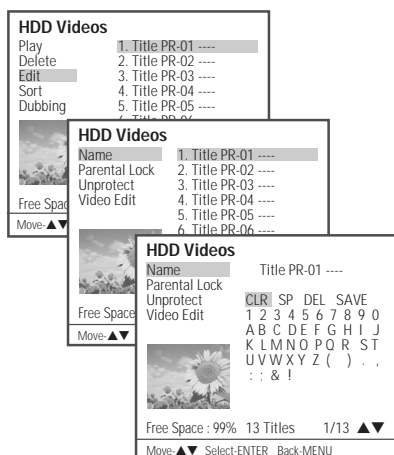 HDD Videos
Play 1. Title PR-01 ----
Delete 2. Title PR-02 ----
Edit 3. Title PR-03 ----
Sort 4. Title PR-04 ----
Dubbing 5. Title PR-05 ----
Free
Move-▲▼
HDD Videos
Name 1. Title PR-01 ----
Parental Lock 2. Title PR-02 ----
Unprotect 3. Title PR-03 ----
Video Edit 4. Title PR-04 ----
5. Title PR-05 ----
6. Title PR-06 ----
Free Space
Move-▲▼
HDD Videos
Name Title PR-01 ----
Parental Lock
Unprotect CLR SP DEL SAVE
Video Edit 1 2 3 4 5 6 7 8 9 0
A B C D E F G H I J
K L M N O P Q R S T
U V W X Y Z ( ) . ,
: ; & !
Free Space : 99% 13 Titles 1/13 ▲▼
Move-▲▼ Select-ENTER Back-MENU